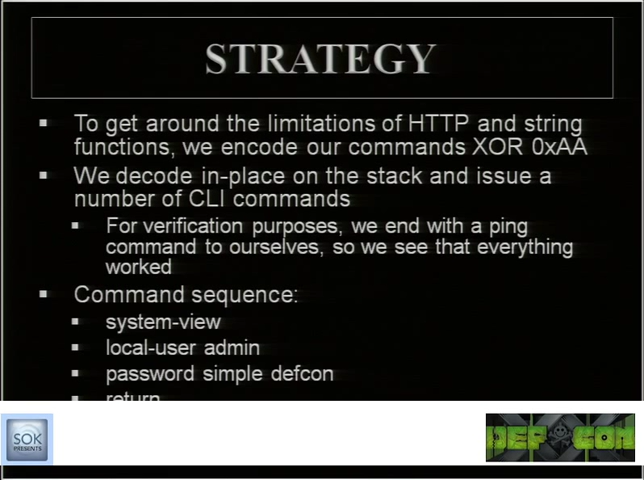 STRATEGY
▪ To get around the limitations of HTTP and string
functions, we encode our commands XOR 0xAA
▪ We decode in-place on the stack and issue a
number of CLI commands
▪ For verification purposes, we end with a ping
command to ourselves, so we see that everything
worked
▪ Command sequence:
▪ system-view
▪ local-user admin
▪ password simple defcon
▪ return
SOK
PRESENTS
DEF CON